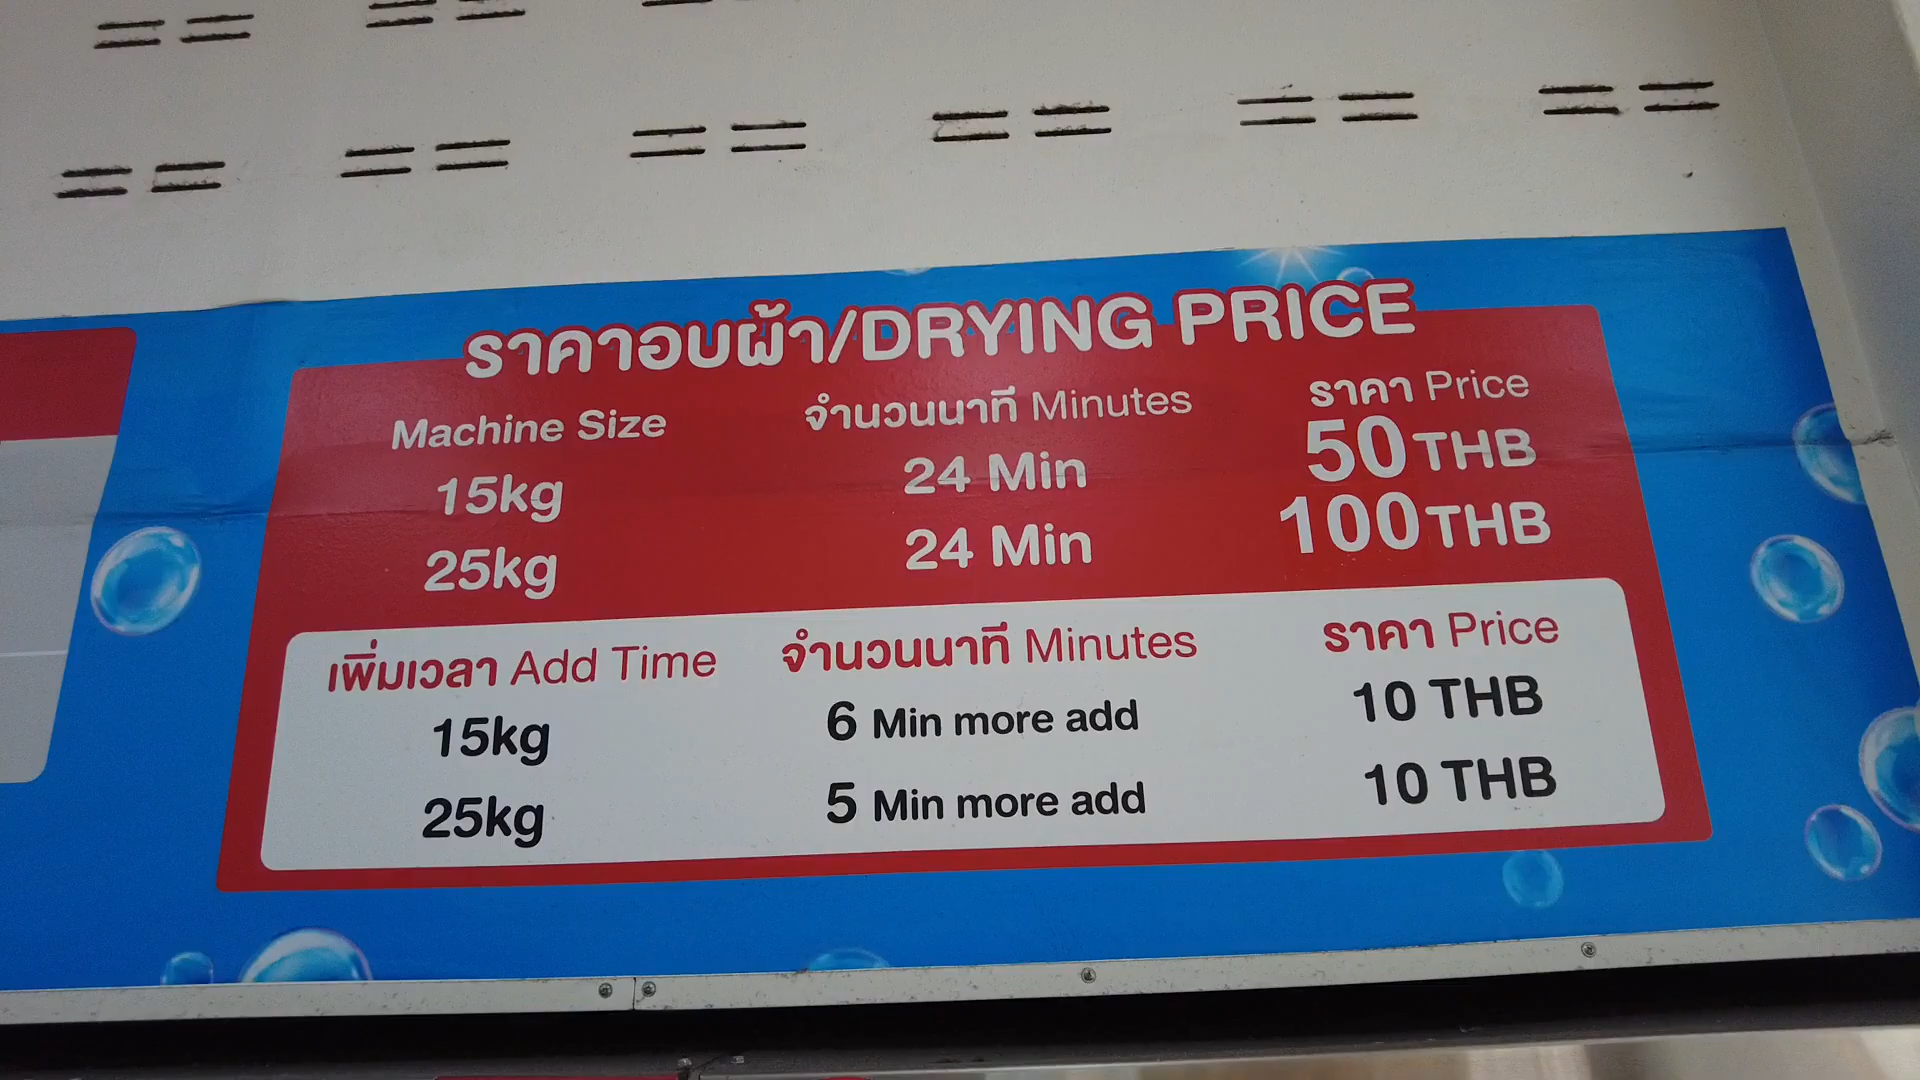 ราคาอบผ้า/DRYING PRICE
Machine Size จำนวนนาที Minutes ราคา Price
15kg 24 Min 50 THB
25kg 24 Min 100 THB
เพิ่มเวลา Add Time จำนวนนาที Minutes ราคา Price
15kg 6 Min more add 10 THB
25kg 5 Min more add 10 THB